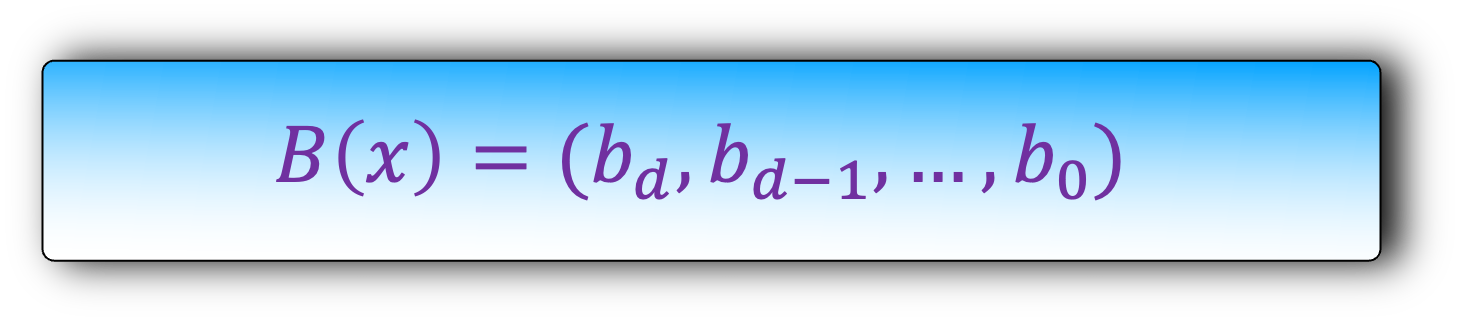 B(x) = (b_d, b_{d−1}, … , b_0)